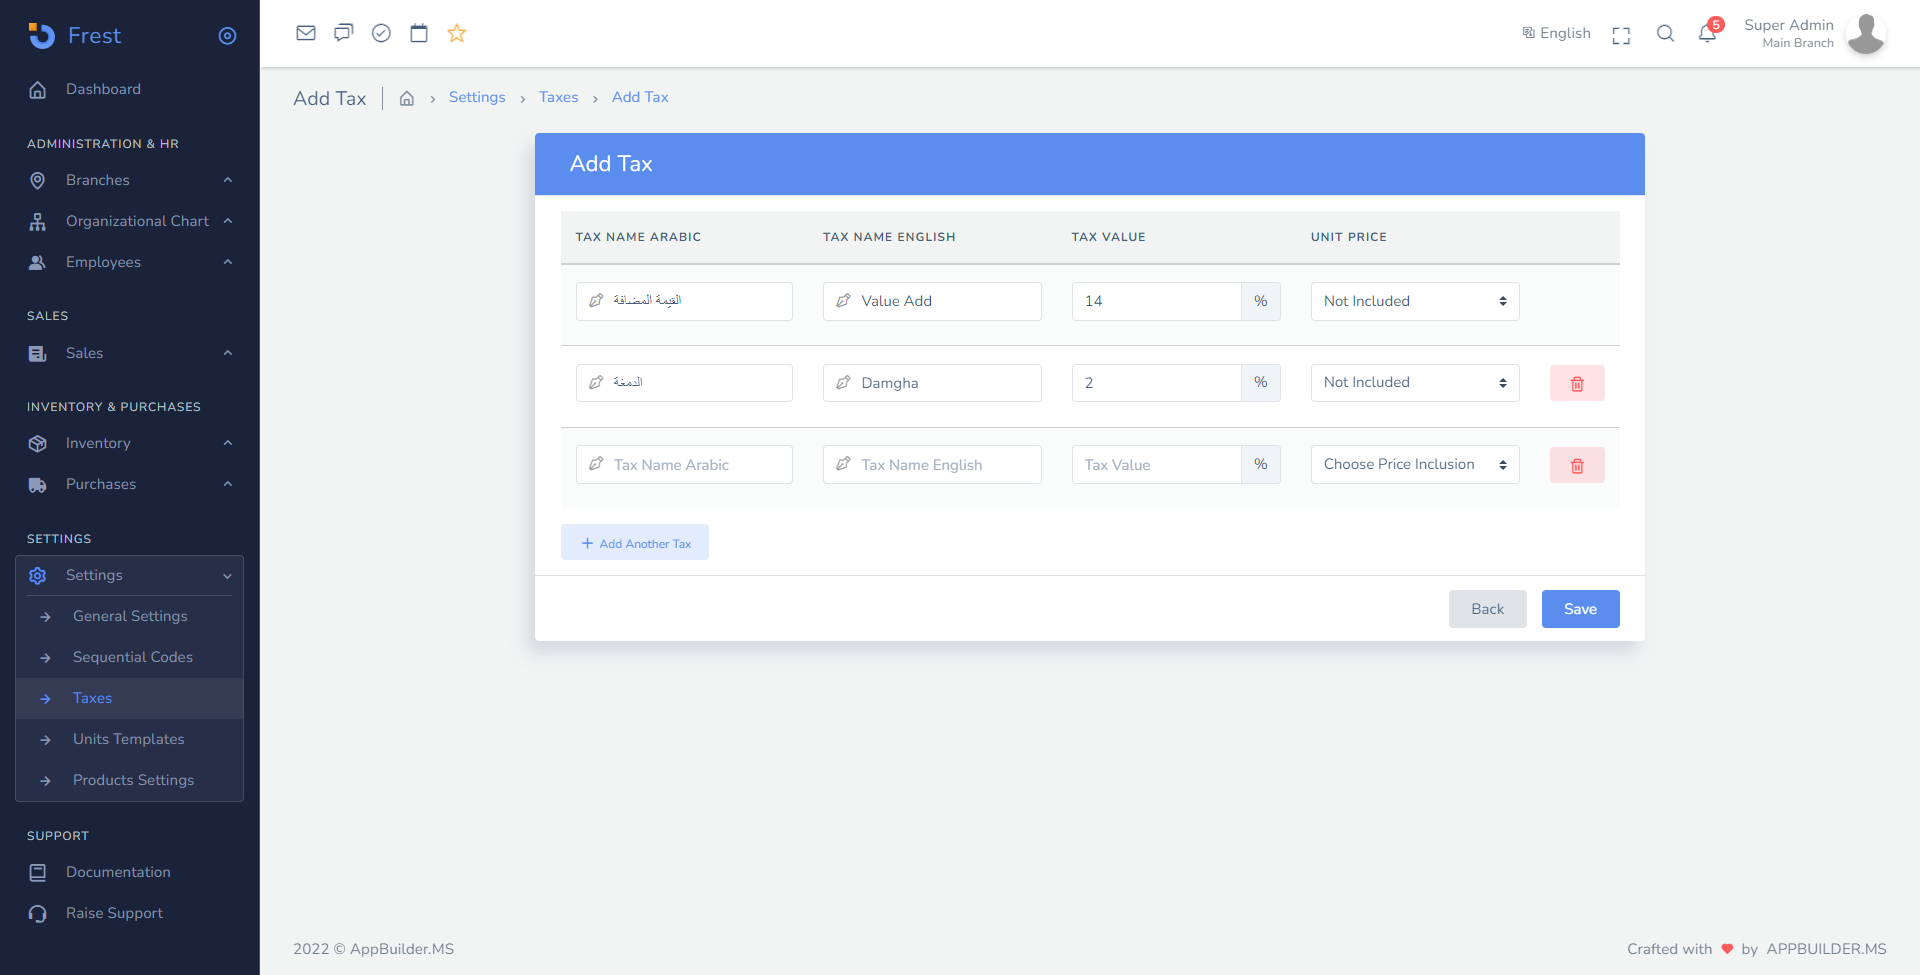 Frest
Dashboard
ADMINISTRATION & HR
Branches
Organizational Chart
Employees
SALES
Sales
INVENTORY & PURCHASES
Inventory
Purchases
SETTINGS
Settings
General Settings
Sequential Codes
Taxes
Units Templates
Products Settings
SUPPORT
Documentation
Raise Support
English
5
Super Admin
Main Branch
Add Tax
Settings
Taxes
Add Tax
Add Tax
TAX NAME ARABIC TAX NAME ENGLISH TAX VALUE UNIT PRICE
القيمة المضافة Value Add 14 % Not Included
الدمغة Damgha 2 % Not Included
Tax Name Arabic Tax Name English Tax Value % Choose Price Inclusion
Add Another Tax
Back Save
2022 © AppBuilder.MS
Crafted with by APPBUILDER.MS